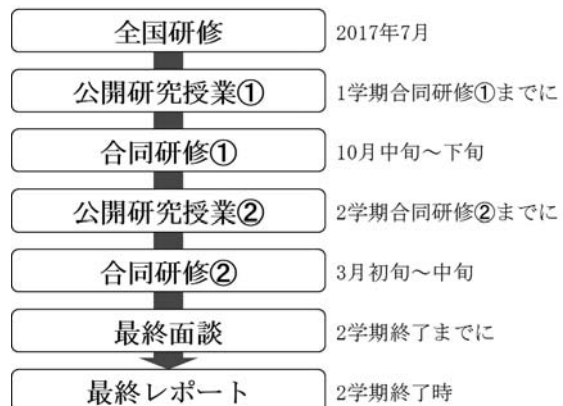 全国研修 2017年7月
公開研究授業① 1学期合同研修①までに
合同研修① 10月中旬～下旬
公開研究授業② 2学期合同研修②までに
合同研修② 3月初旬～中旬
最終面談 2学期終了までに
最終レポート 2学期終了時